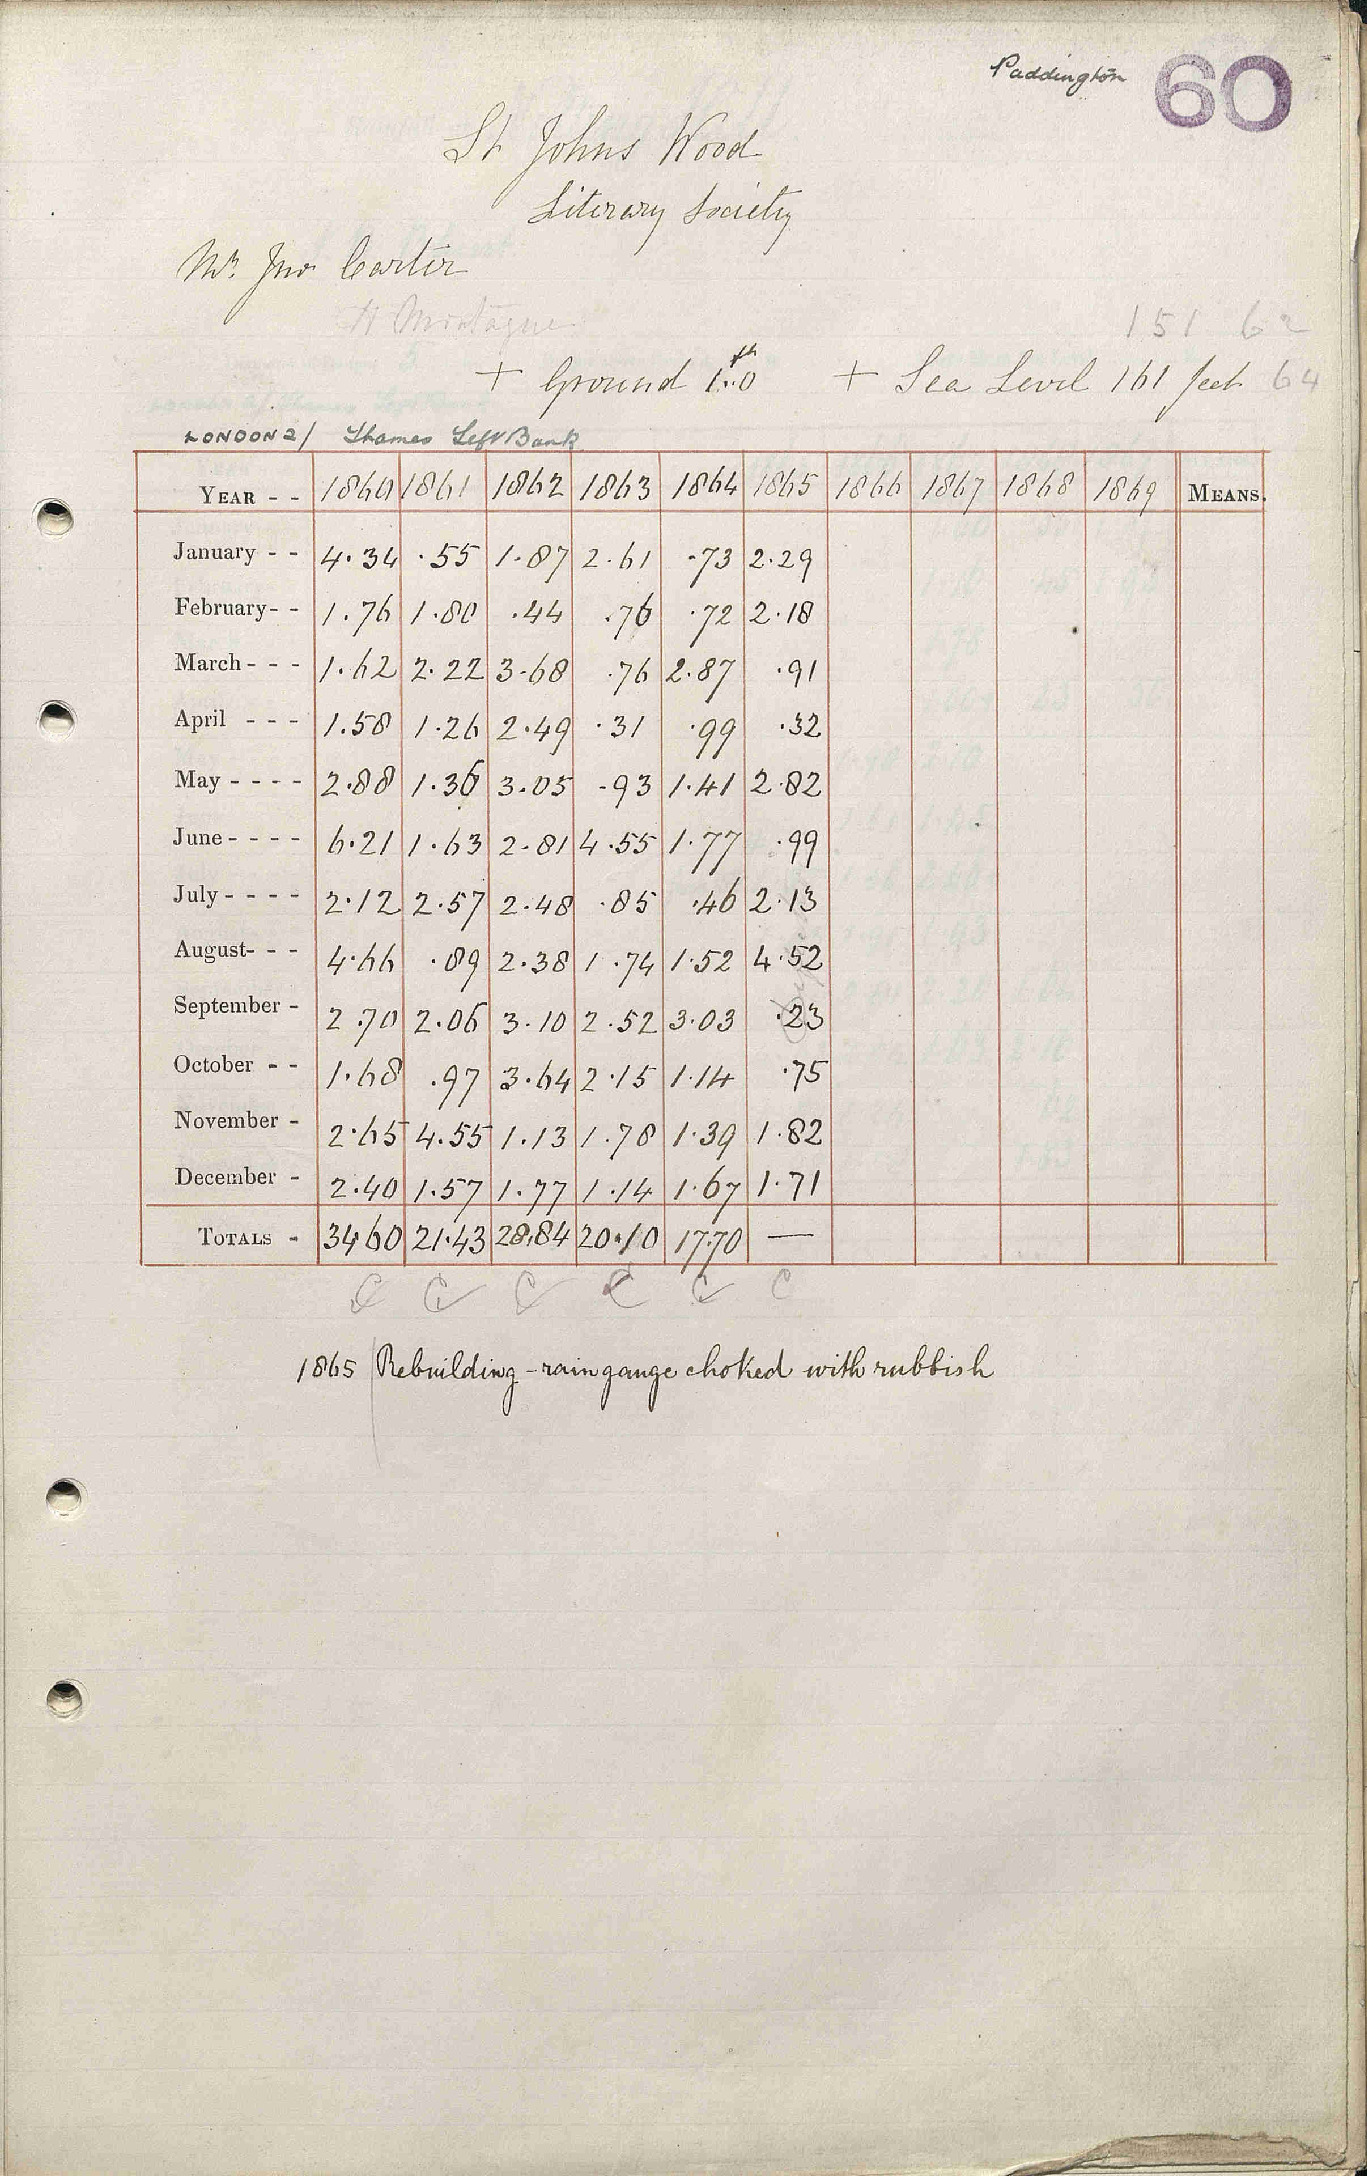 Paddington 60
St Johns Wood
Literary Society
Mr. Jno Carter
H Montague
151 62
+ Ground 1.0 ft + Sea Level 161 feet 64
LONDON 2/ Thames Left Bank
YEAR - - 1860 1861 1862 1863 1864 1865 1866 1867 1868 1869 MEANS.
January - - 4.34 .55 1.87 2.61 .73 2.29
February - - 1.76 1.80 .44 .76 .72 2.18
March - - - 1.62 2.22 3.68 .76 2.87 .91
April - - - 1.58 1.26 2.49 .31 .99 .32
May - - - - 2.88 1.36 3.05 .93 1.41 2.82
June - - - - 6.21 1.63 2.81 4.55 1.77 .99
July - - - - 2.12 2.57 2.48 .85 .46 2.13
August - - - 4.66 .89 2.38 1.74 1.52 4.52
September - 2.70 2.06 3.10 2.52 3.03 .23
October - - 1.68 .97 3.64 2.15 1.14 .75
November - 2.65 4.55 1.13 1.78 1.39 1.82
December - 2.40 1.57 1.77 1.14 1.67 1.71
TOTALS - 34.60 21.43 28.84 20.10 17.70 —
C C C C C C
1865 Rebuilding - rain gauge choked with rubbish